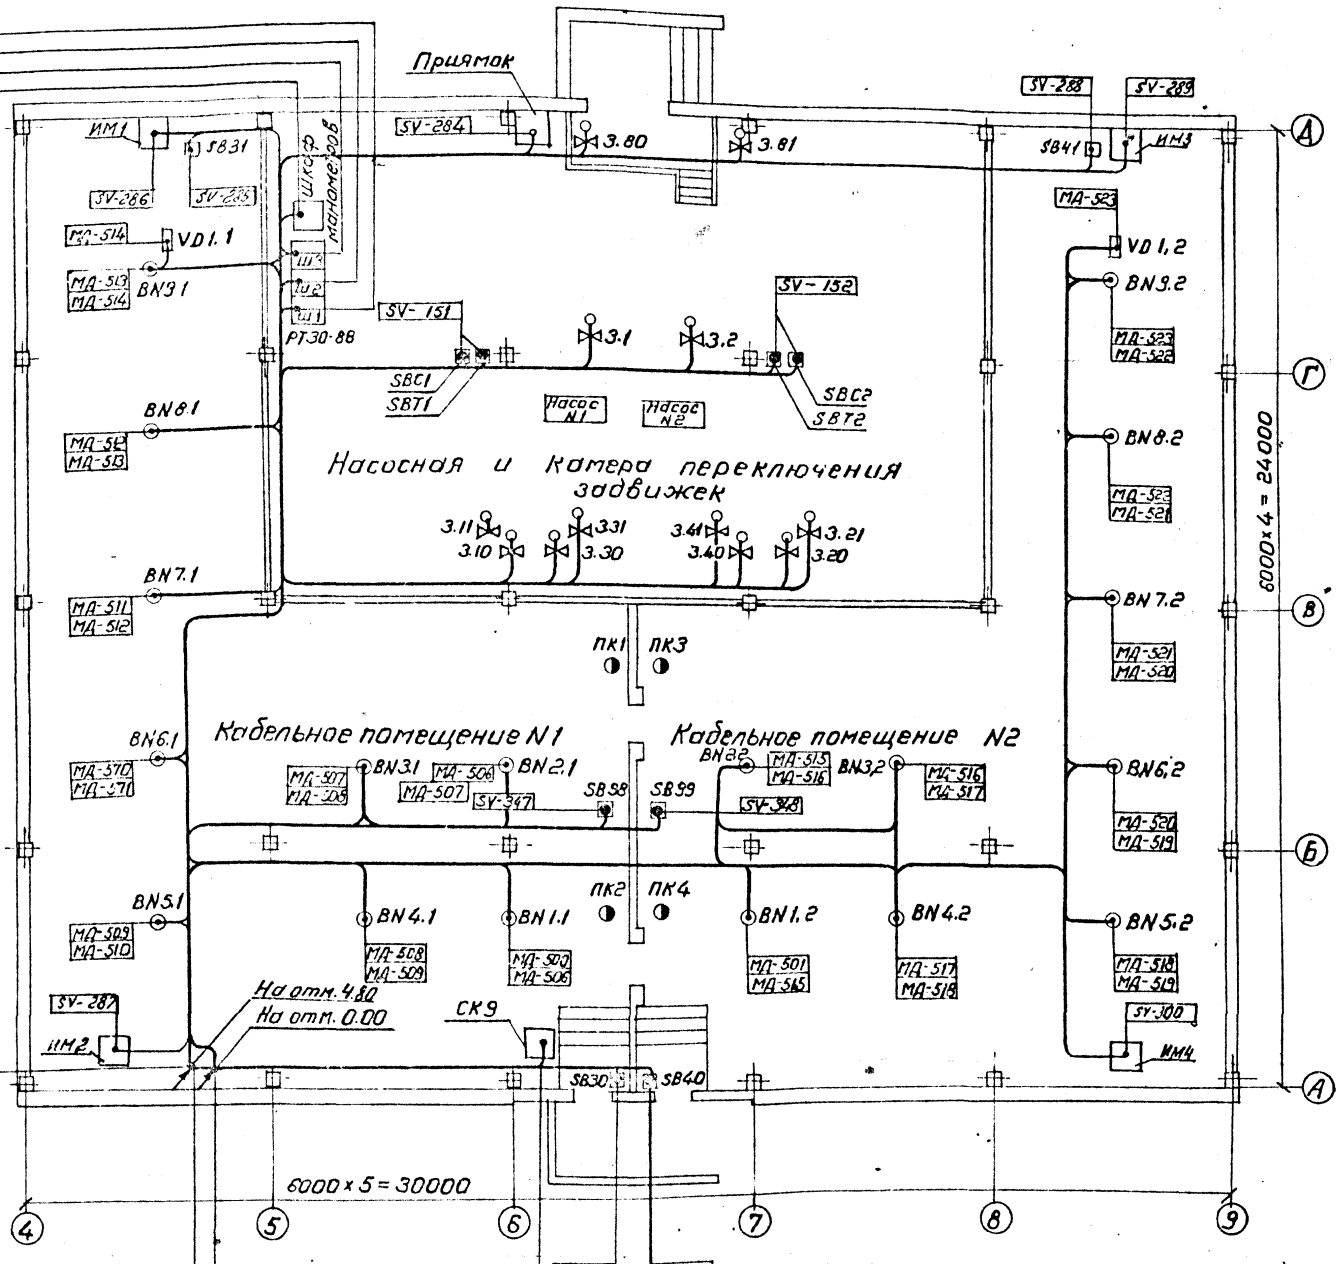 Приямок
SV-284
3.80
3.81
SV-288
SV-289
ИМ1
SB31
SB41
ИМ3
Д
SV-286
SV-285
шкаф
манометров
МД-523
МД-514
VD1.1
VD1,2
МД-513
МД-514
BN9.1
Ш3
Ш2
Ш1
РТ30-88
BN9.2
МД-523
МД-522
SV-151
SV-152
3.1
3.2
SBC1
SBT1
SBC2
SBT2
Насос
N1
Насос
N2
Г
BN8.1
МД-512
МД-513
BN8.2
МД-522
МД-521
Насосная и камера переключения
задвижек
3.11
3.10
3.31
3.30
3.41
3.40
3.21
3.20
6000x4=24000
BN7.1
МД-511
МД-512
BN7.2
МД-521
МД-520
В
ПК1
ПК3
Кабельное помещение N1
Кабельное помещение N2
BN6.1
МД-570
МД-571
BN3.1
МД-507
МД-508
BN2.1
МД-506
МД-507
SV-347
SB98
SB99
SV-348
BN2.2
МД-515
МД-516
BN3,2
МД-516
МД-517
BN6,2
МД-520
МД-519
Б
BN5.1
МД-509
МД-510
BN4.1
МД-508
МД-509
BN1.1
МД-500
МД-506
ПК2
ПК4
BN1.2
МД-501
МД-515
BN4.2
МД-517
МД-518
BN5.2
МД-518
МД-519
SV-287
ИМ2
На отм. 4.80
На отм. 0.00
СК9
SV-300
ИМ4
SB30
SB40
А
6000x5=30000
4
5
6
7
8
9